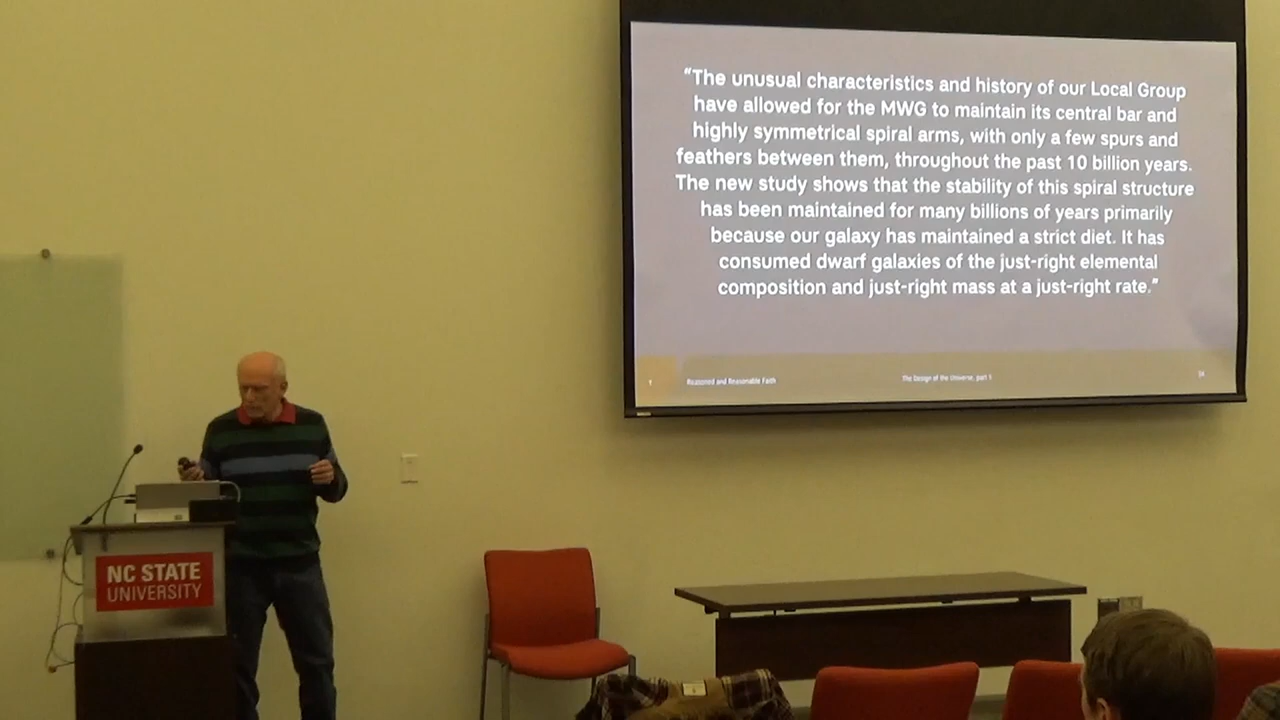 “The unusual characteristics and history of our Local Group
have allowed for the MWG to maintain its central bar and
highly symmetrical spiral arms, with only a few spurs and
feathers between them, throughout the past 10 billion years.
The new study shows that the stability of this spiral structure
has been maintained for many billions of years primarily
because our galaxy has maintained a strict diet. It has
consumed dwarf galaxies of the just-right elemental
composition and just-right mass at a just-right rate.”
Reasoned and Reasonable Faith
The Design of the Universe, part 1
NC STATE
UNIVERSITY